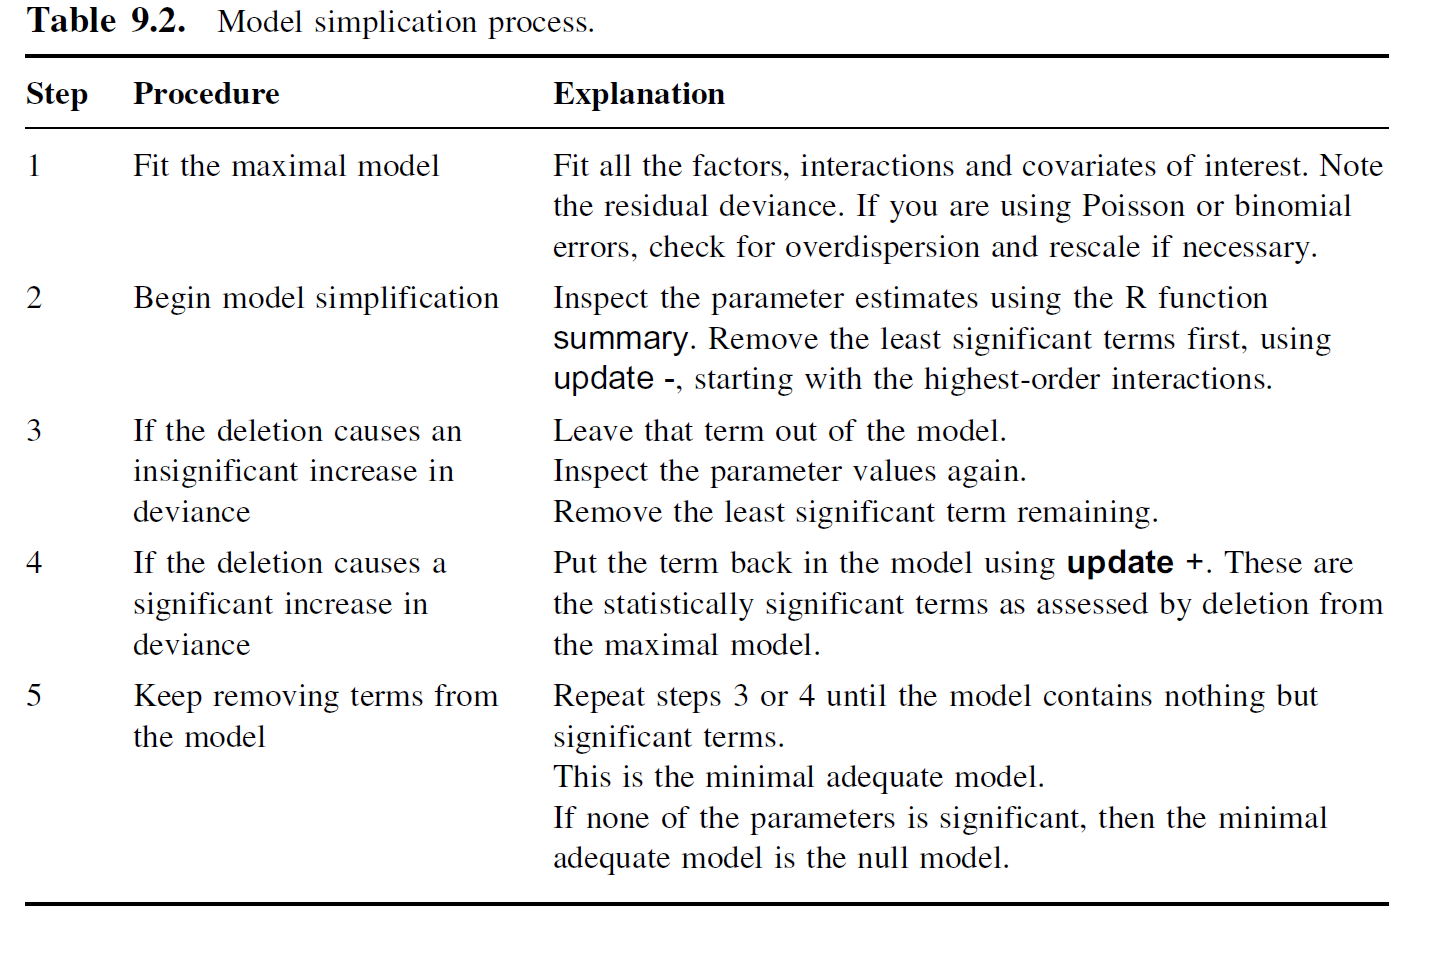 Table 9.2. Model simplication process.
Step Procedure Explanation
1 Fit the maximal model Fit all the factors, interactions and covariates of interest. Note
the residual deviance. If you are using Poisson or binomial
errors, check for overdispersion and rescale if necessary.
2 Begin model simplification Inspect the parameter estimates using the R function
summary. Remove the least significant terms first, using
update -, starting with the highest-order interactions.
3 If the deletion causes an Leave that term out of the model.
insignificant increase in Inspect the parameter values again.
deviance Remove the least significant term remaining.
4 If the deletion causes a Put the term back in the model using update +. These are
significant increase in the statistically significant terms as assessed by deletion from
deviance the maximal model.
5 Keep removing terms from Repeat steps 3 or 4 until the model contains nothing but
the model significant terms.
This is the minimal adequate model.
If none of the parameters is significant, then the minimal
adequate model is the null model.